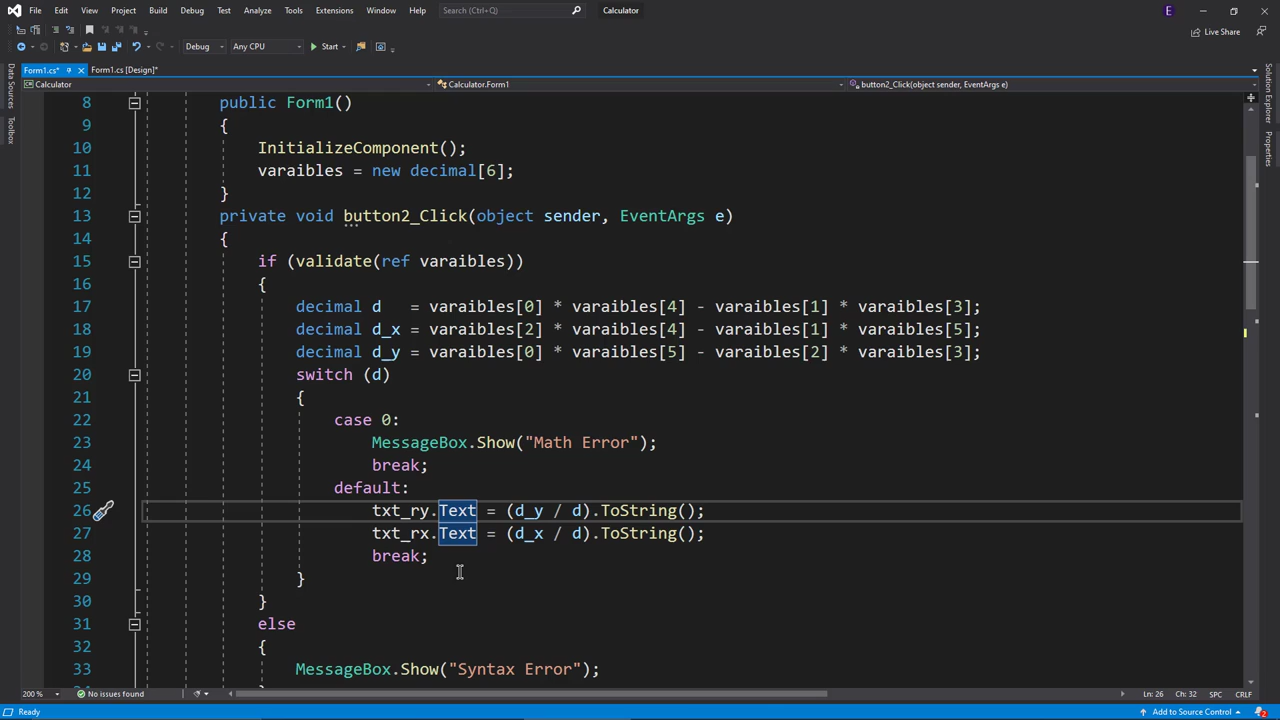 File Edit View Project Build Debug Test Analyze Tools Extensions Window Help Search (Ctrl+Q) Calculator E
Live Share
Debug Any CPU Start
Form1.cs* Form1.cs [Design]*
Calculator Calculator.Form1 button2_Click(object sender, EventArgs e)
Data Sources
Toolbox
Solution Explorer
Properties
8 public Form1()
9 {
10 InitializeComponent();
11 varaibles = new decimal[6];
12 }
13 private void button2_Click(object sender, EventArgs e)
14 {
15 if (validate(ref varaibles))
16 {
17 decimal d   = varaibles[0] * varaibles[4] - varaibles[1] * varaibles[3];
18 decimal d_x = varaibles[2] * varaibles[4] - varaibles[1] * varaibles[5];
19 decimal d_y = varaibles[0] * varaibles[5] - varaibles[2] * varaibles[3];
20 switch (d)
21 {
22 case 0:
23 MessageBox.Show("Math Error");
24 break;
25 default:
26 txt_ry.Text = (d_y / d).ToString();
27 txt_rx.Text = (d_x / d).ToString();
28 break;
29 }
30 }
31 else
32 {
33 MessageBox.Show("Syntax Error");
200 % No issues found Ln: 26 Ch: 32 SPC CRLF
Ready Add to Source Control 2